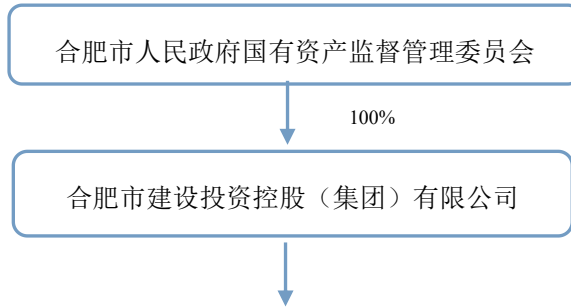 合肥市人民政府国有资产监督管理委员会
100%
合肥市建设投资控股（集团）有限公司